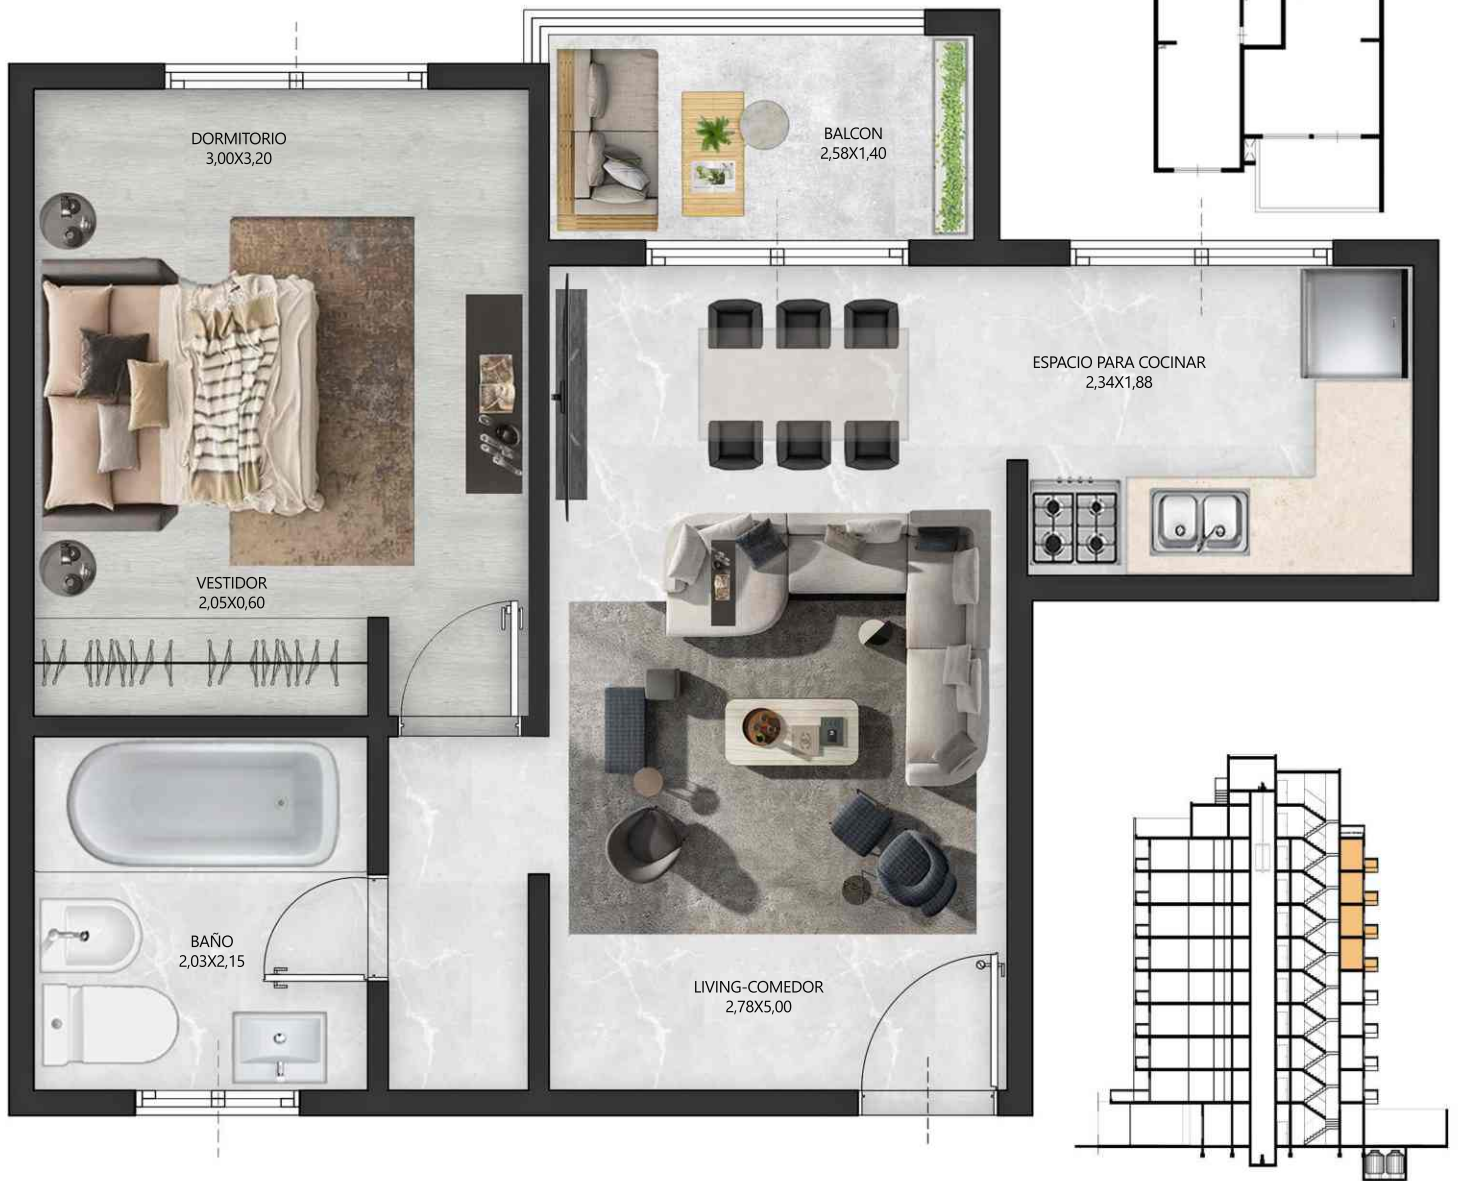 DORMITORIO
3,00X3,20
BALCON
2,58X1,40
ESPACIO PARA COCINAR
2,34X1,88
VESTIDOR
2,05X0,60
BAÑO
2,03X2,15
LIVING-COMEDOR
2,78X5,00